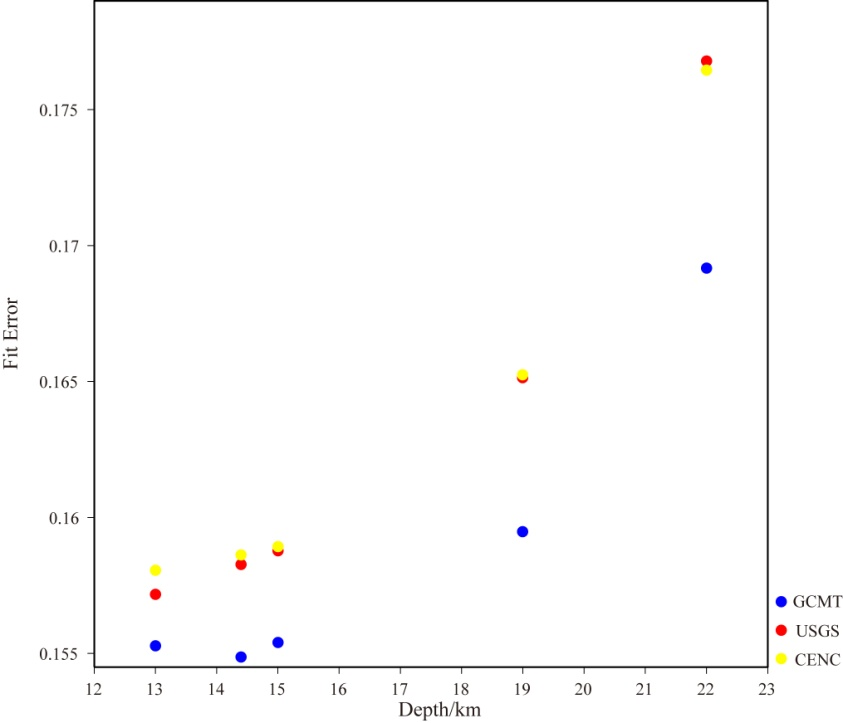 0.175
0.17
0.165
0.16
0.155
Fit Error
12 13 14 15 16 17 18 19 20 21 22 23
Depth/km
GCMT
USGS
CENC